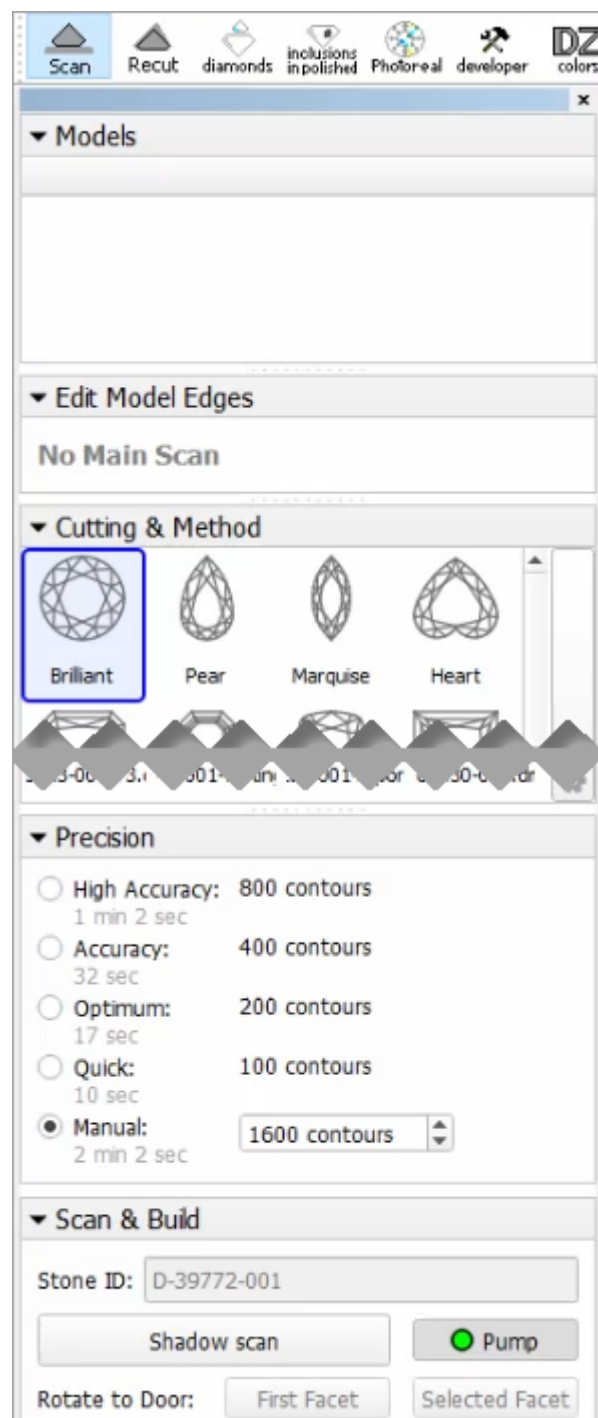 Scan Recut diamonds inclusions in polished Photoreal developer DZ colors
Models
Edit Model Edges
No Main Scan
Cutting & Method
Brilliant Pear Marquise Heart
Precision
High Accuracy: 800 contours
1 min 2 sec
Accuracy: 400 contours
32 sec
Optimum: 200 contours
17 sec
Quick: 100 contours
10 sec
Manual: 1600 contours
2 min 2 sec
Scan & Build
Stone ID: D-39772-001
Shadow scan Pump
Rotate to Door: First Facet Selected Facet